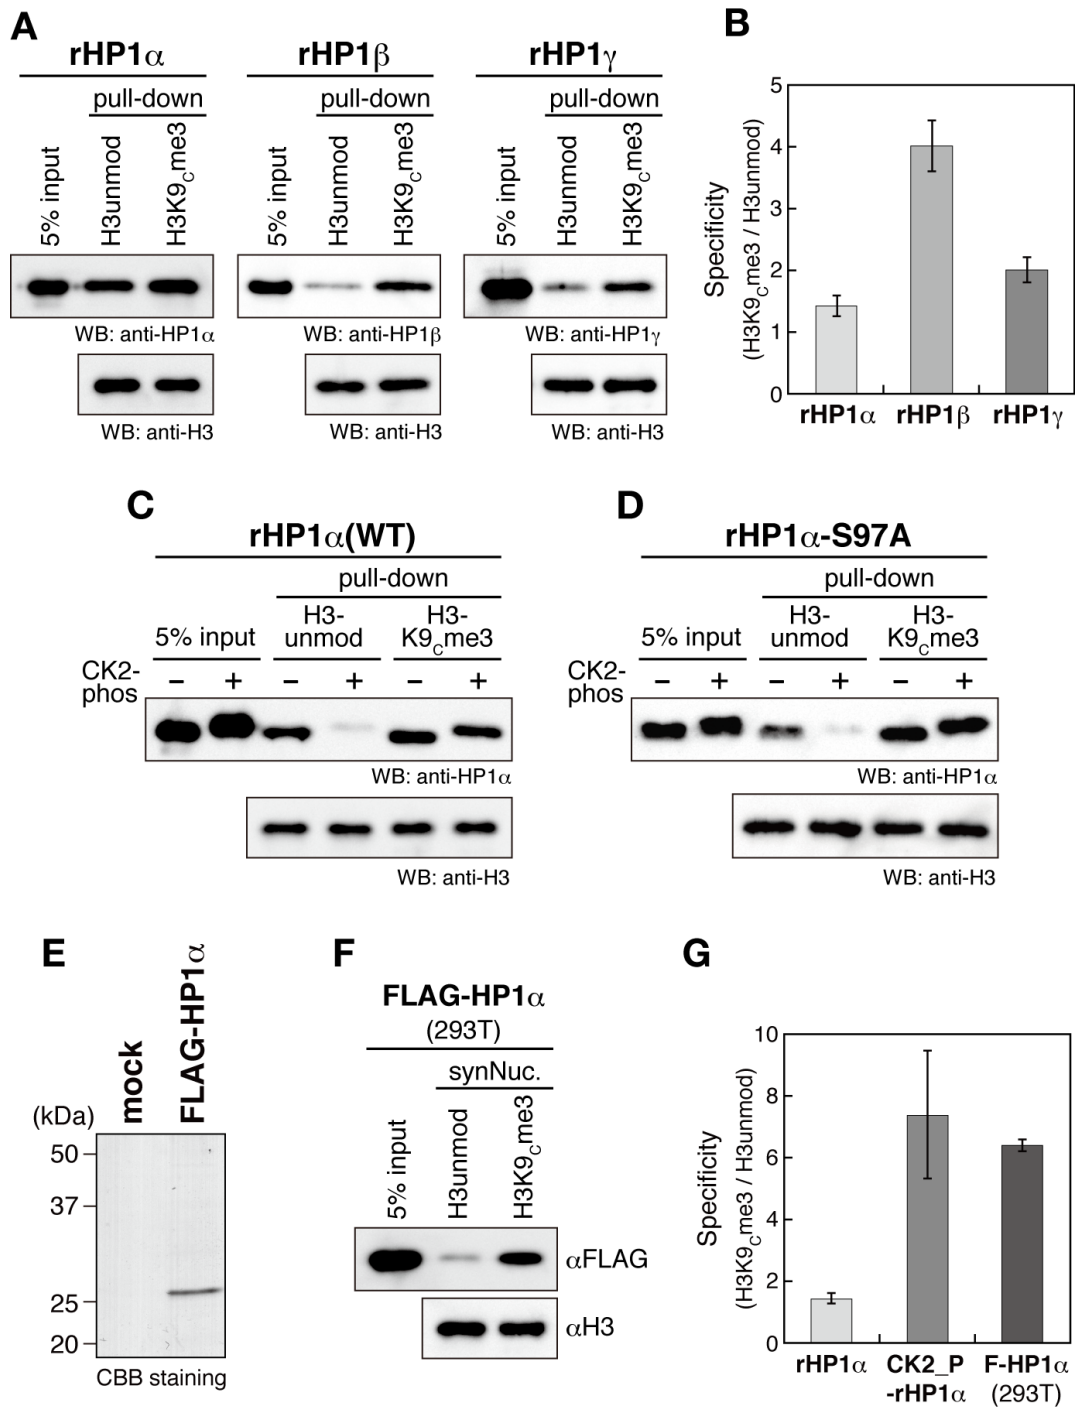 A
rHP1α
rHP1β
rHP1γ
pull-down
pull-down
pull-down
5% input
H3unmod
H3K9cme3
5% input
H3unmod
H3K9cme3
5% input
H3unmod
H3K9cme3
WB: anti-HP1α
WB: anti-HP1β
WB: anti-HP1γ
WB: anti-H3
WB: anti-H3
WB: anti-H3
B
Specificity
(H3K9cme3 / H3unmod)
5
4
3
2
1
0
rHP1α
rHP1β
rHP1γ
C
rHP1α(WT)
pull-down
5% input
H3-
unmod
H3-
K9cme3
CK2-
phos
− + − + − +
WB: anti-HP1α
WB: anti-H3
D
rHP1α-S97A
pull-down
5% input
H3-
unmod
H3-
K9cme3
CK2-
phos
− + − + − +
WB: anti-HP1α
WB: anti-H3
E
mock
FLAG-HP1α
(kDa)
50
37
25
20
CBB staining
F
FLAG-HP1α
(293T)
synNuc.
5% input
H3unmod
H3K9cme3
αFLAG
αH3
G
Specificity
(H3K9cme3 / H3unmod)
10
8
6
4
2
0
rHP1α
CK2_P
-rHP1α
F-HP1α
(293T)